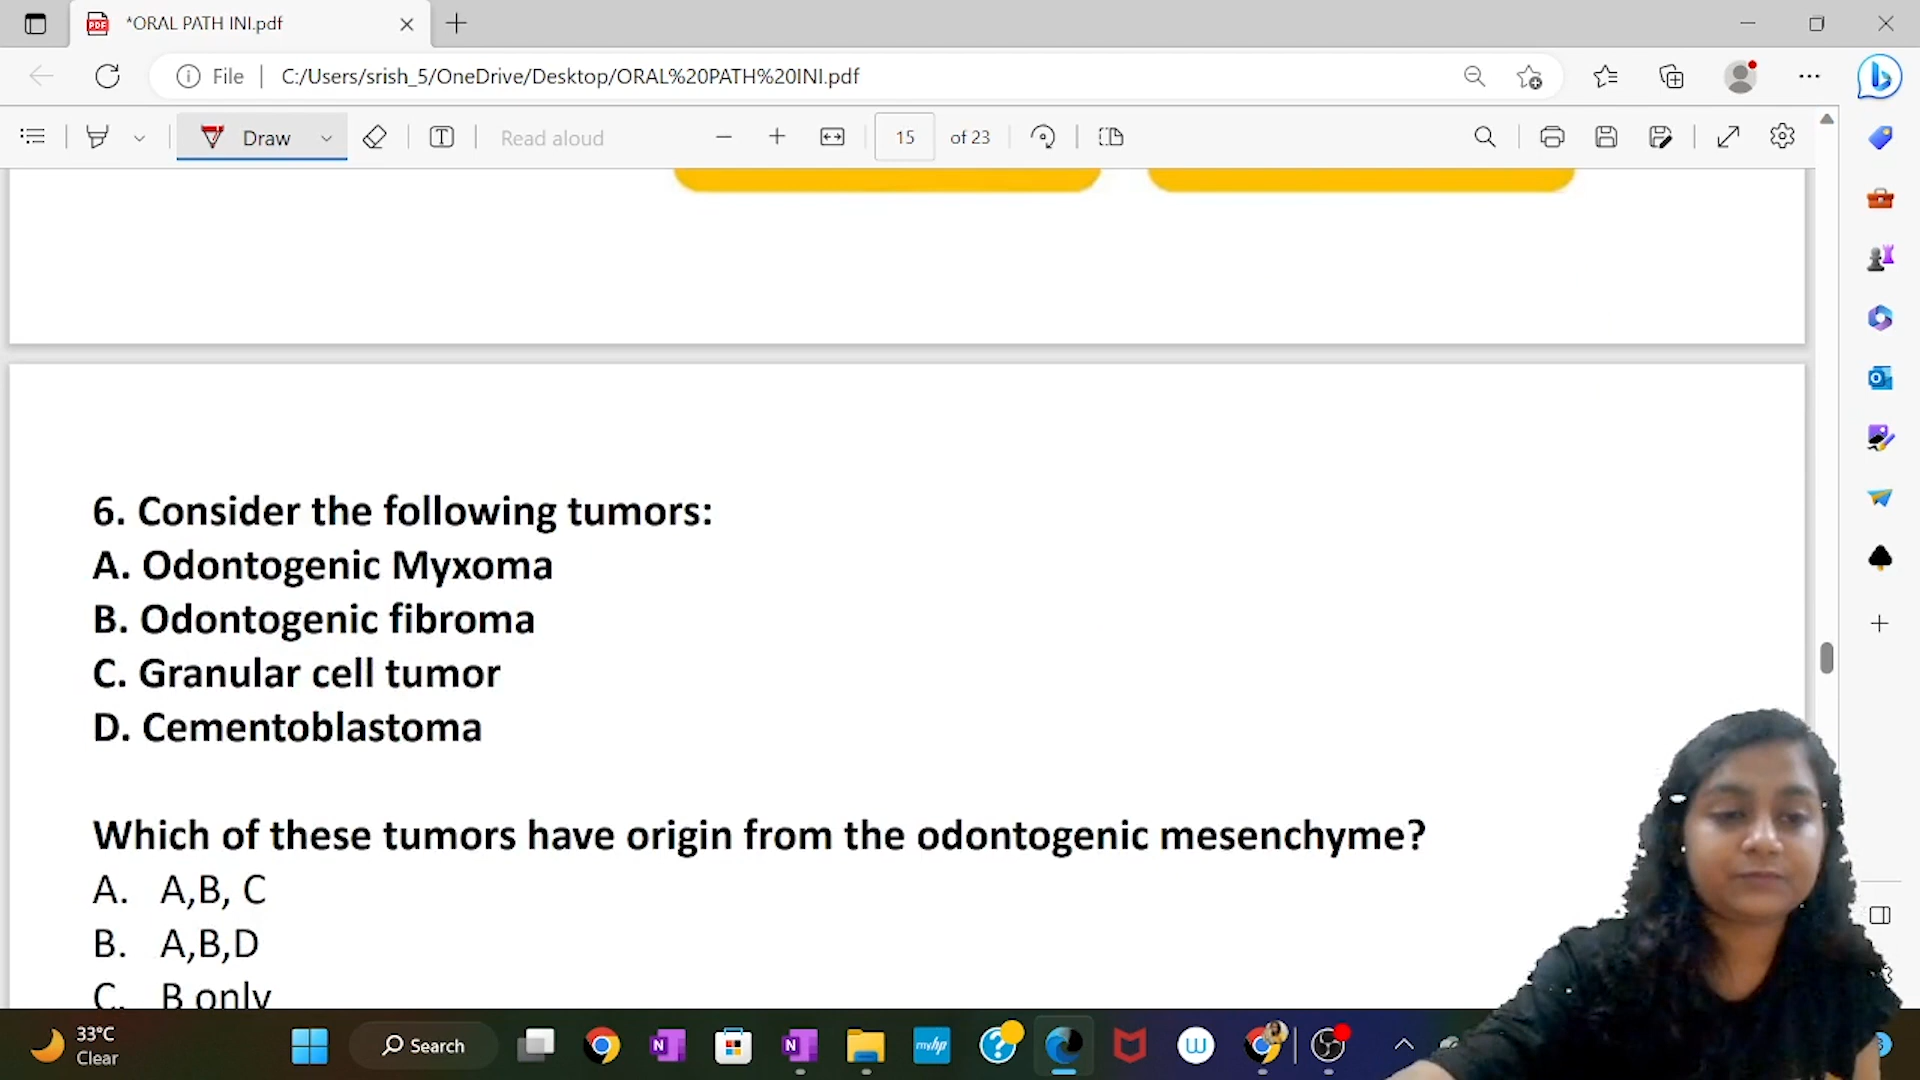 *ORAL PATH INI.pdf
File
C:/Users/srish_5/OneDrive/Desktop/ORAL%20PATH%20INI.pdf
Draw
Read aloud
15 of 23
6. Consider the following tumors:
A. Odontogenic Myxoma
B. Odontogenic fibroma
C. Granular cell tumor
D. Cementoblastoma
Which of these tumors have origin from the odontogenic mesenchyme?
A. A,B, C
B. A,B,D
C. B only
33°C
Clear
Search
myhp